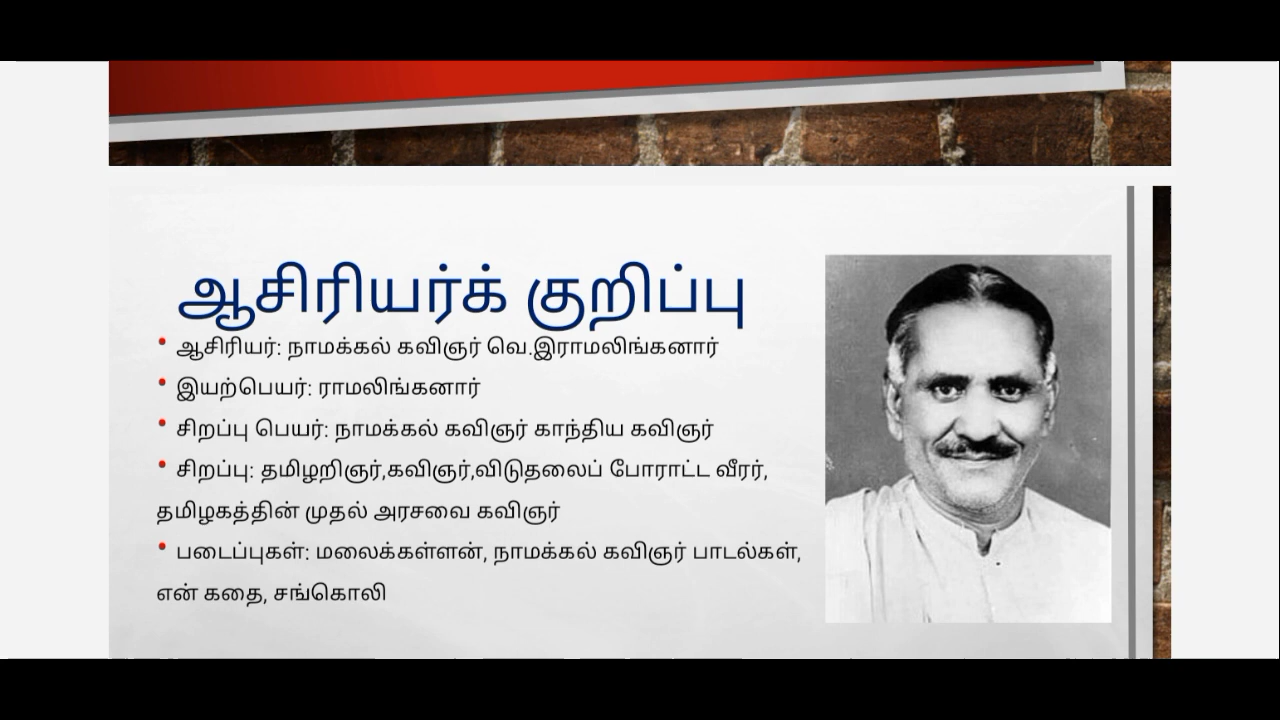 ஆசிரியர்க் குறிப்பு
• ஆசிரியர்: நாமக்கல் கவிஞர் வெ.இராமலிங்கனார்
• இயற்பெயர்: ராமலிங்கனார்
• சிறப்பு பெயர்: நாமக்கல் கவிஞர் காந்திய கவிஞர்
• சிறப்பு: தமிழறிஞர்,கவிஞர்,விடுதலைப் போராட்ட வீரர்,
தமிழகத்தின் முதல் அரசவை கவிஞர்
• படைப்புகள்: மலைக்கள்ளன், நாமக்கல் கவிஞர் பாடல்கள்,
என் கதை, சங்கொலி